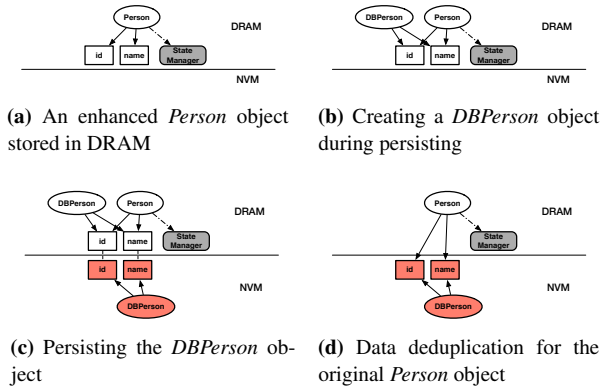 Person
DRAM
id name State Manager
NVM
(a) An enhanced Person object
stored in DRAM
DBPerson Person
DRAM
id name State Manager
NVM
(b) Creating a DBPerson object
during persisting
DBPerson Person
DRAM
id name State Manager
id name
NVM
DBPerson
(c) Persisting the DBPerson ob-
ject
Person
DRAM
State Manager
id name
NVM
DBPerson
(d) Data deduplication for the
original Person object